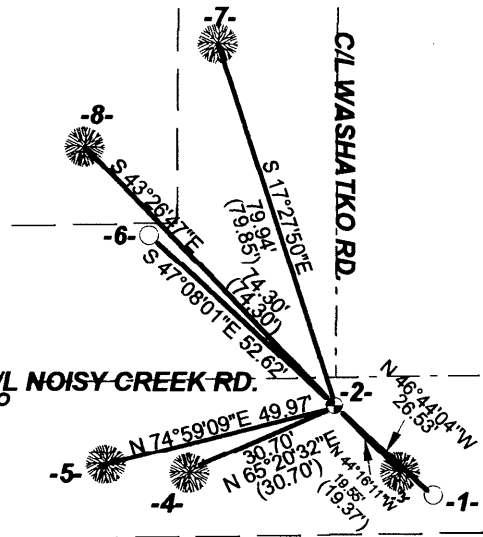 -7-
C/L WASHATKO RD.
-8-
S 43°26'47"E
74.30'
(74.30')
S 17°27'50"E
79.94'
(79.85')
-6-
S 47°08'01"E 52.62'
/L NOISY CREEK RD.
-2-
N 46°44'04"W
26.53'
N 74°59'09"E 49.97'
-5-
30.70'
N 65°20'32"E
(30.70')
-4-
N 44°16'11"W
19.55'
(19.37')
-1-